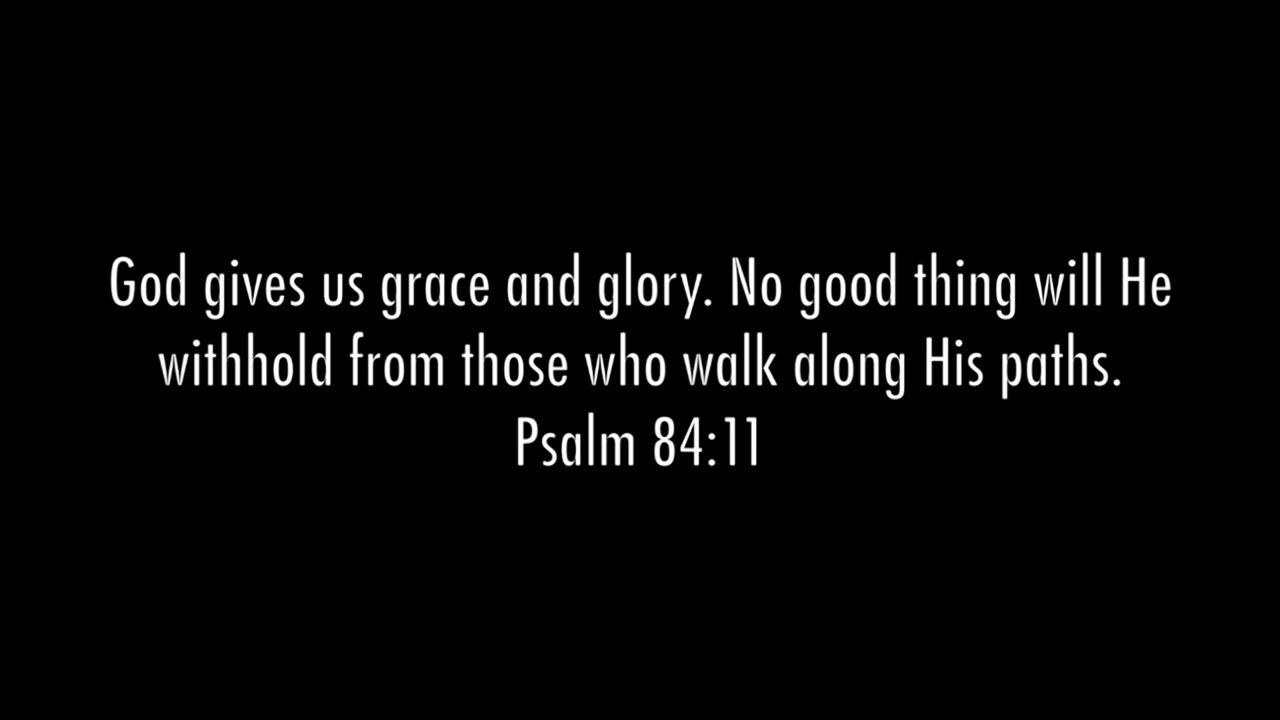 God gives us grace and glory. No good thing will He
withhold from those who walk along His paths.
Psalm 84:11